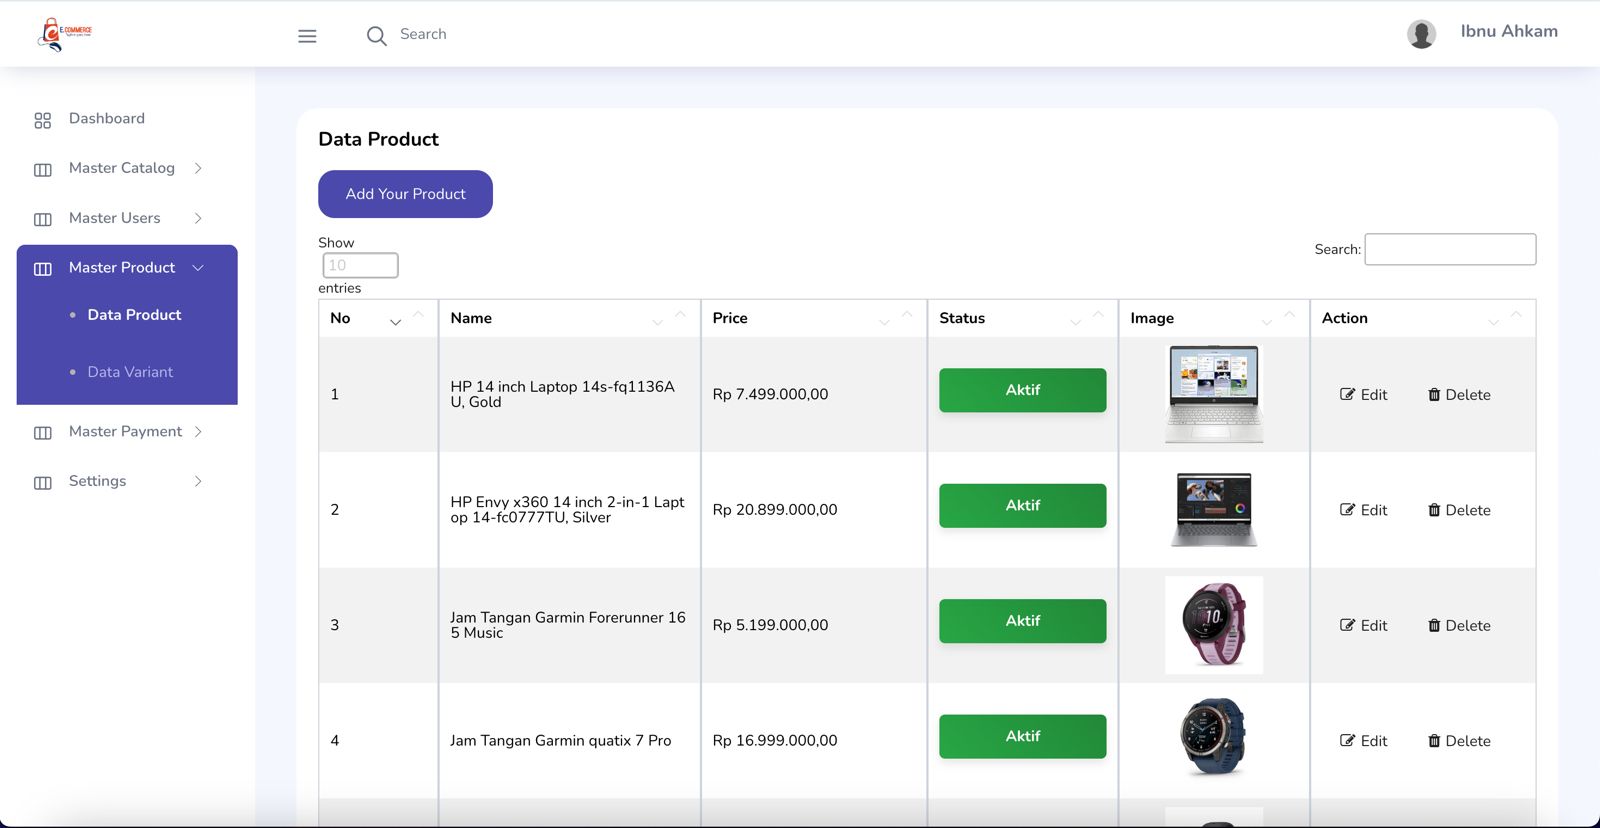 E.COMMERCE
Search
Ibnu Ahkam
Dashboard
Master Catalog
Master Users
Master Product
Data Product
Data Variant
Master Payment
Settings
Data Product
Add Your Product
Show
10
entries
Search:
No Name Price Status Image Action
1 HP 14 inch Laptop 14s-fq1136A
U, Gold
Rp 7.499.000,00 Aktif Edit Delete
2 HP Envy x360 14 inch 2-in-1 Lapt
op 14-fc0777TU, Silver
Rp 20.899.000,00 Aktif Edit Delete
3 Jam Tangan Garmin Forerunner 16
5 Music
Rp 5.199.000,00 Aktif Edit Delete
4 Jam Tangan Garmin quatix 7 Pro Rp 16.999.000,00 Aktif Edit Delete